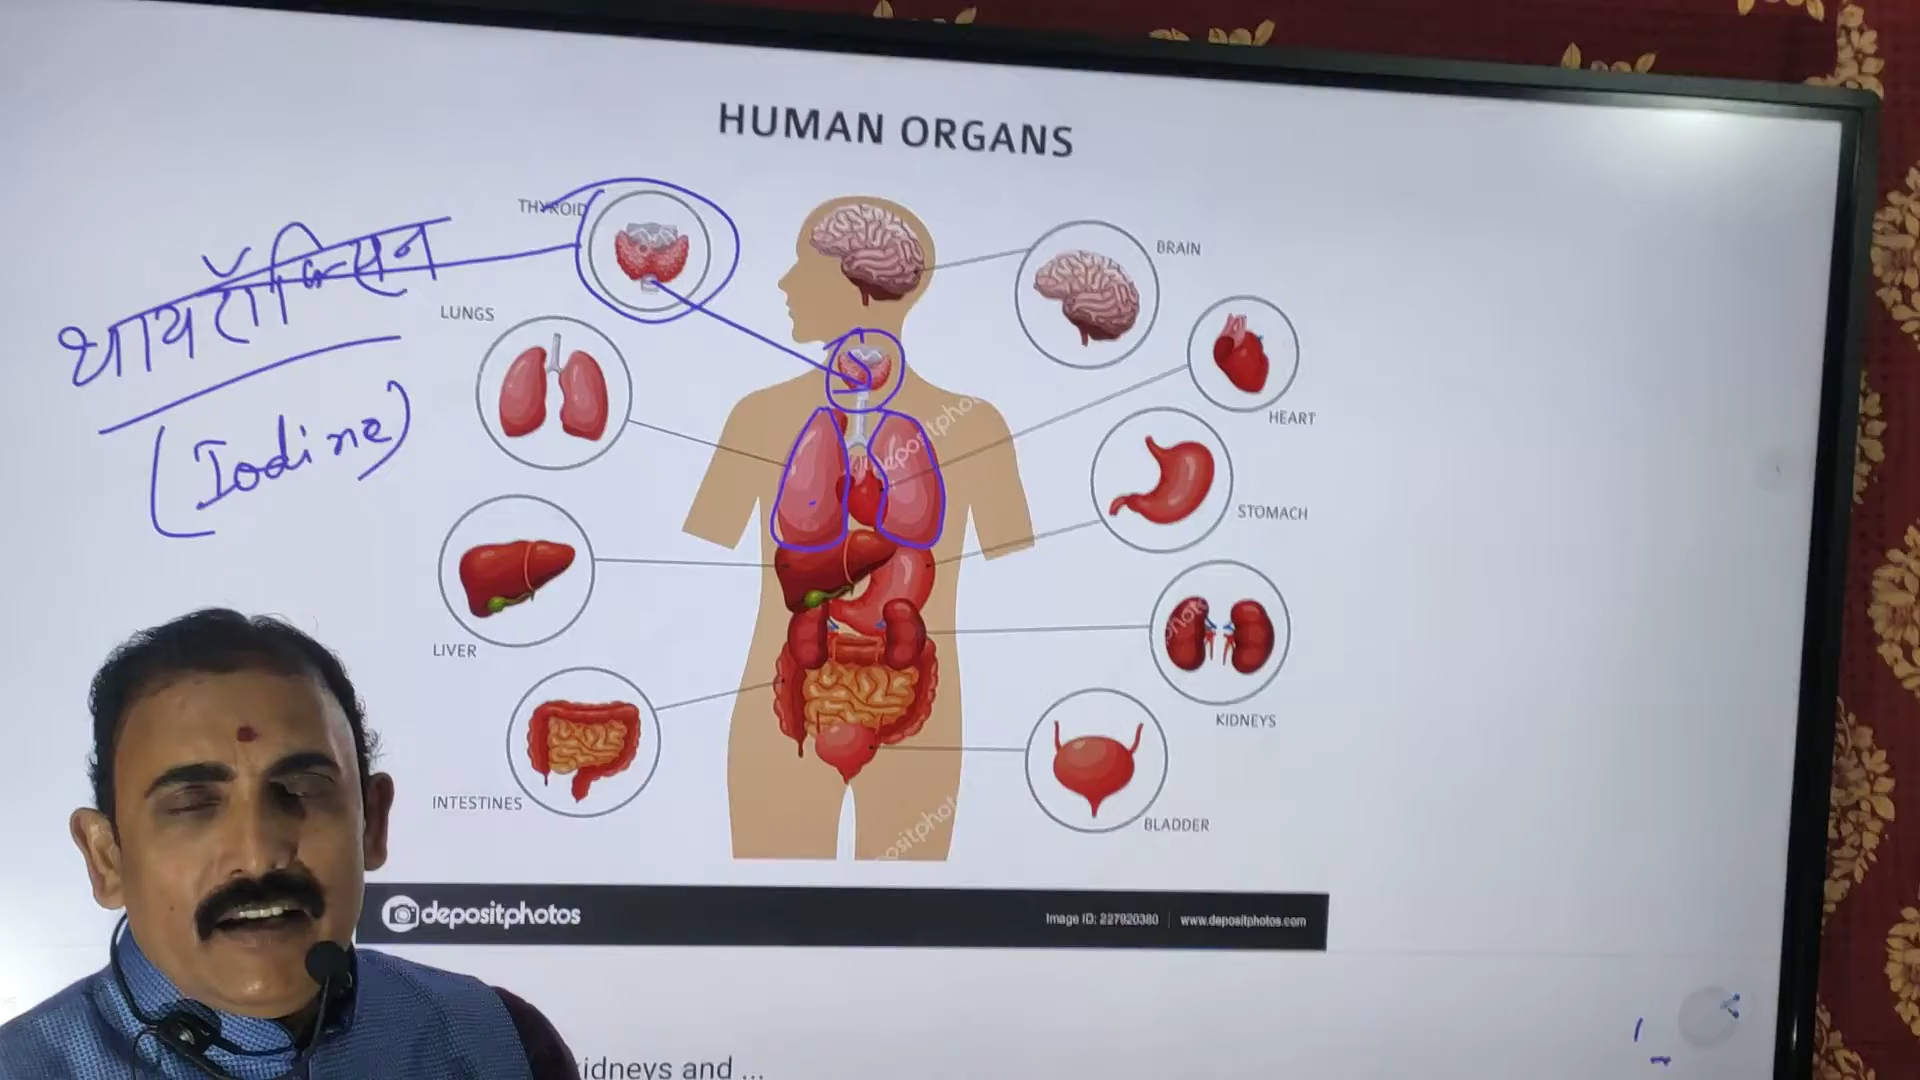 HUMAN ORGANS
THYROID
थायरॉक्सिन
(Iodine)
LUNGS
LIVER
INTESTINES
BRAIN
HEART
STOMACH
KIDNEYS
BLADDER
depositphotos
Image ID: 227920380 | www.depositphotos.com
kidneys and ...